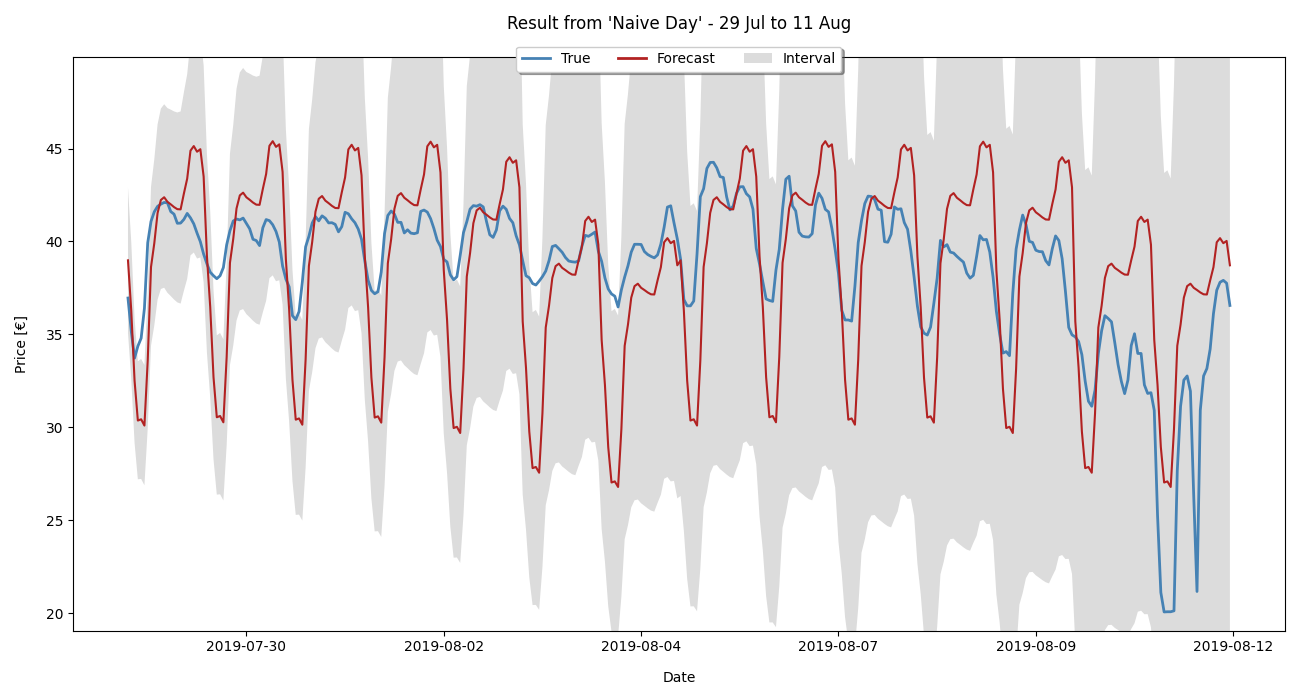 Result from 'Naive Day' - 29 Jul to 11 Aug
True Forecast Interval
45
40
35
30
25
20
Price [€]
2019-07-30 2019-08-02 2019-08-04 2019-08-07 2019-08-09 2019-08-12
Date